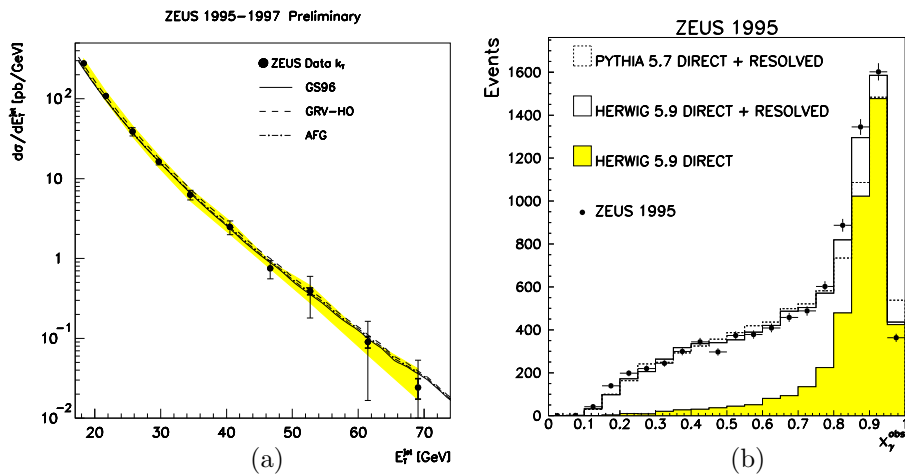 ZEUS 1995-1997 Preliminary
dσ/dE_T^jet [pb/GeV]
10^2
10
1
10^-1
10^-2
ZEUS Data k_T
GS96
GRV-HO
AFG
20 30 40 50 60 70
E_T^jet [GeV]
(a)
ZEUS 1995
Events
1600
1400
1200
1000
800
600
400
200
0
PYTHIA 5.7 DIRECT + RESOLVED
HERWIG 5.9 DIRECT + RESOLVED
HERWIG 5.9 DIRECT
ZEUS 1995
0 0.1 0.2 0.3 0.4 0.5 0.6 0.7 0.8 0.9 1
X_γ^obs
(b)